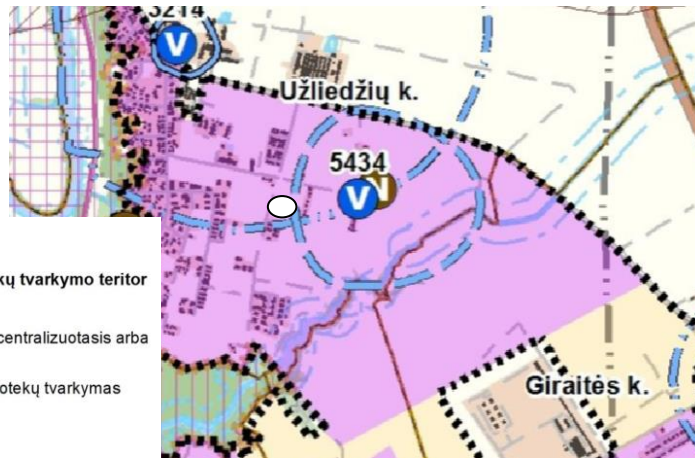 3214
V
Užliedžių k.
5434
V N
kų tvarkymo teritor
centralizuotasis arba
otekų tvarkymas
Giraitės k.